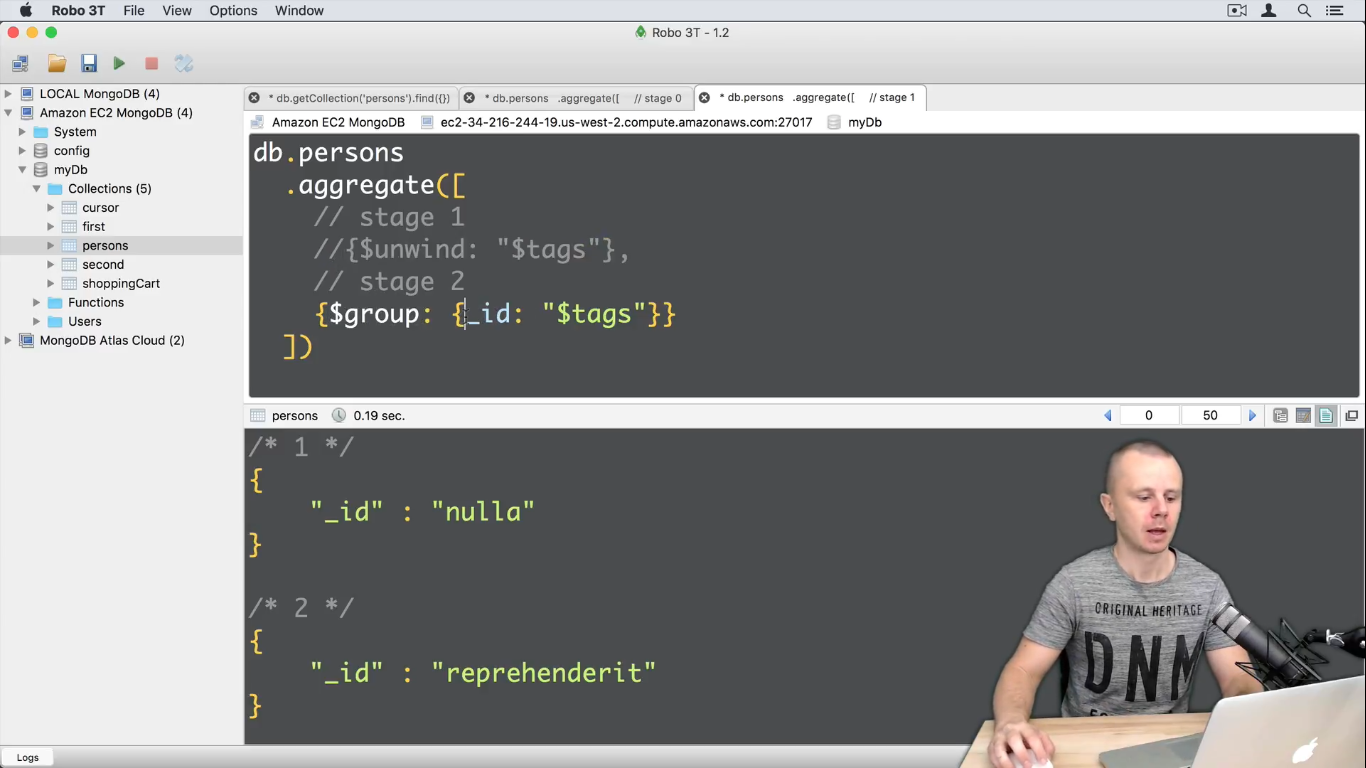 Robo 3T File View Options Window
Robo 3T - 1.2
LOCAL MongoDB (4)
Amazon EC2 MongoDB (4)
System
config
myDb
Collections (5)
cursor
first
persons
second
shoppingCart
Functions
Users
MongoDB Atlas Cloud (2)
* db.getCollection('persons').find({}) * db.persons .aggregate([ // stage 0 * db.persons .aggregate([ // stage 1
Amazon EC2 MongoDB ec2-34-216-244-19.us-west-2.compute.amazonaws.com:27017 myDb
db.persons
.aggregate([
// stage 1
//{$unwind: "$tags"},
// stage 2
{$group: {_id: "$tags"}}
])
persons 0.19 sec. 0 50
/* 1 */
{
"_id" : "nulla"
}
/* 2 */
{
"_id" : "reprehenderit"
}
ORIGINAL HERITAGE
DNM
Logs